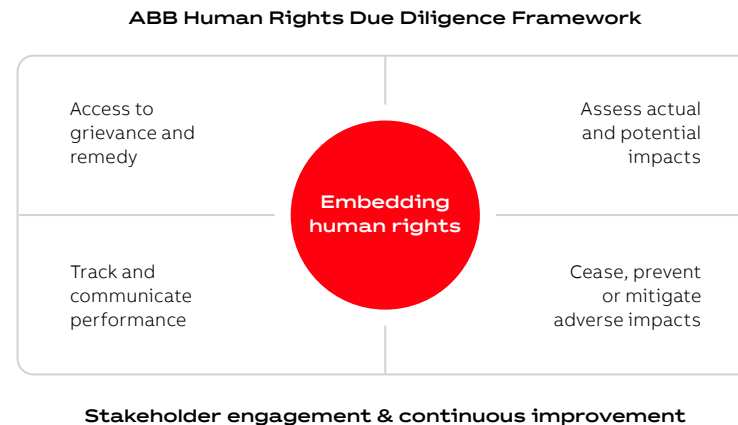 ABB Human Rights Due Diligence Framework
Access to
grievance and
remedy
Assess actual
and potential
impacts
Embedding
human rights
Track and
communicate
performance
Cease, prevent
or mitigate
adverse impacts
Stakeholder engagement & continuous improvement